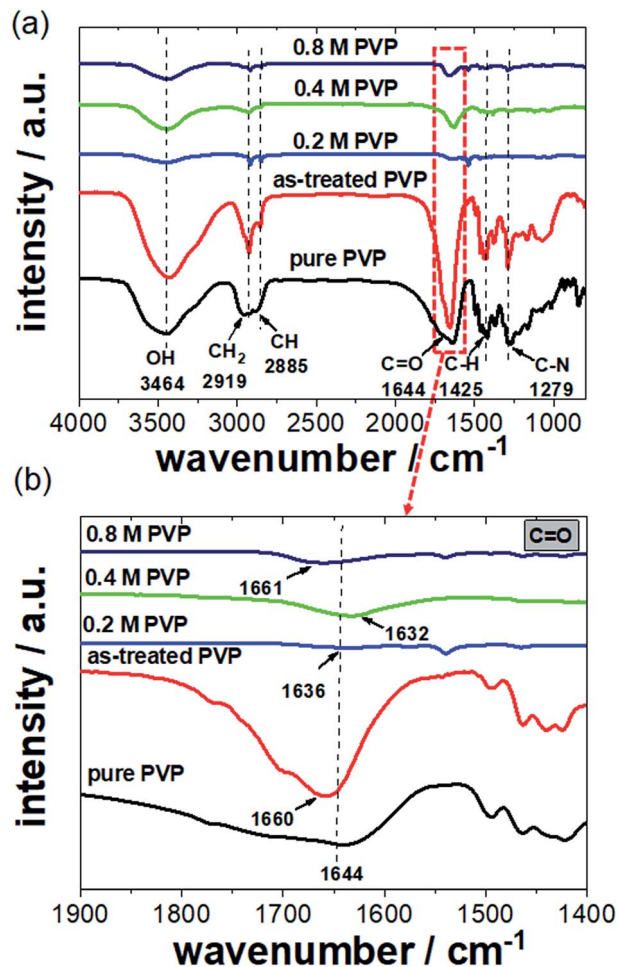 (a)
0.8 M PVP
0.4 M PVP
0.2 M PVP
as-treated PVP
pure PVP
OH
3464
CH₂
2919
CH
2885
C=O
1644
C-H
1425
C-N
1279
intensity / a.u.
4000 3500 3000 2500 2000 1500 1000
wavenumber / cm⁻¹
(b)
C=O
0.8 M PVP
1661
0.4 M PVP
1632
0.2 M PVP
1636
as-treated PVP
1660
pure PVP
1644
intensity / a.u.
1900 1800 1700 1600 1500 1400
wavenumber / cm⁻¹